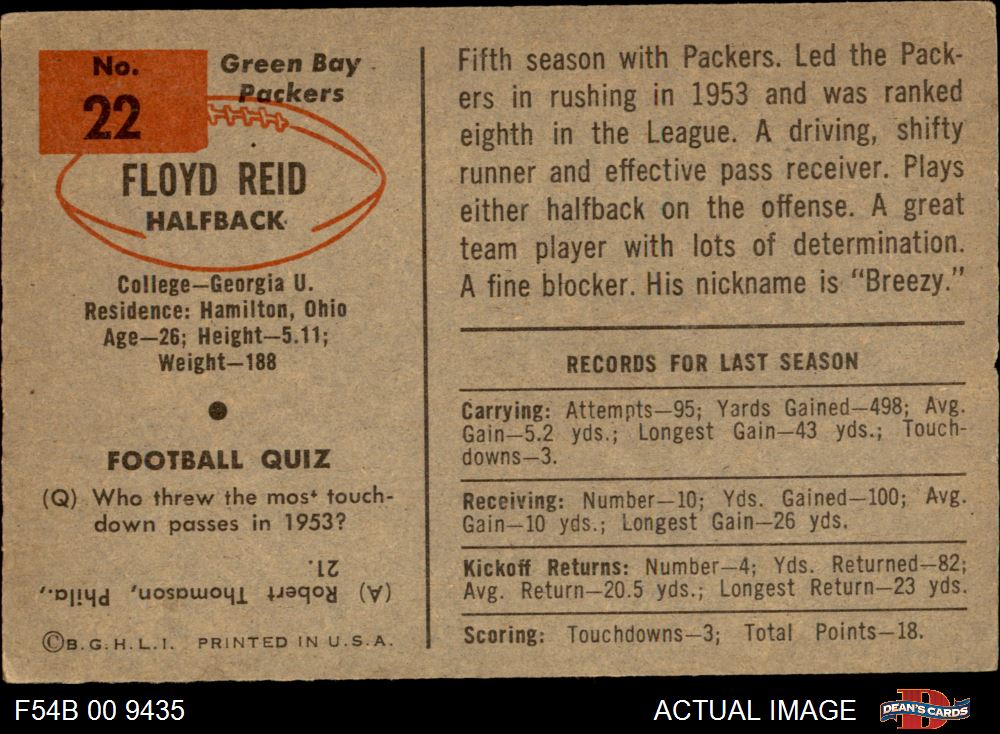 No.
22
Green Bay
Packers
FLOYD REID
HALFBACK
College—Georgia U.
Residence: Hamilton, Ohio
Age—26; Height—5.11;
Weight—188
FOOTBALL QUIZ
(Q) Who threw the most touch-
down passes in 1953?
(A) Robert Thomason, Phila.,
21.
©B.G.H.L.I. PRINTED IN U.S.A.
Fifth season with Packers. Led the Pack-
ers in rushing in 1953 and was ranked
eighth in the League. A driving, shifty
runner and effective pass receiver. Plays
either halfback on the offense. A great
team player with lots of determination.
A fine blocker. His nickname is "Breezy."
RECORDS FOR LAST SEASON
Carrying: Attempts—95; Yards Gained—498; Avg.
Gain—5.2 yds.; Longest Gain—43 yds.; Touch-
downs—3.
Receiving: Number—10; Yds. Gained—100; Avg.
Gain—10 yds.; Longest Gain—26 yds.
Kickoff Returns: Number—4; Yds. Returned—82;
Avg. Return—20.5 yds.; Longest Return—23 yds.
Scoring: Touchdowns—3; Total Points—18.
F54B 00 9435
ACTUAL IMAGE
DEAN'S CARDS